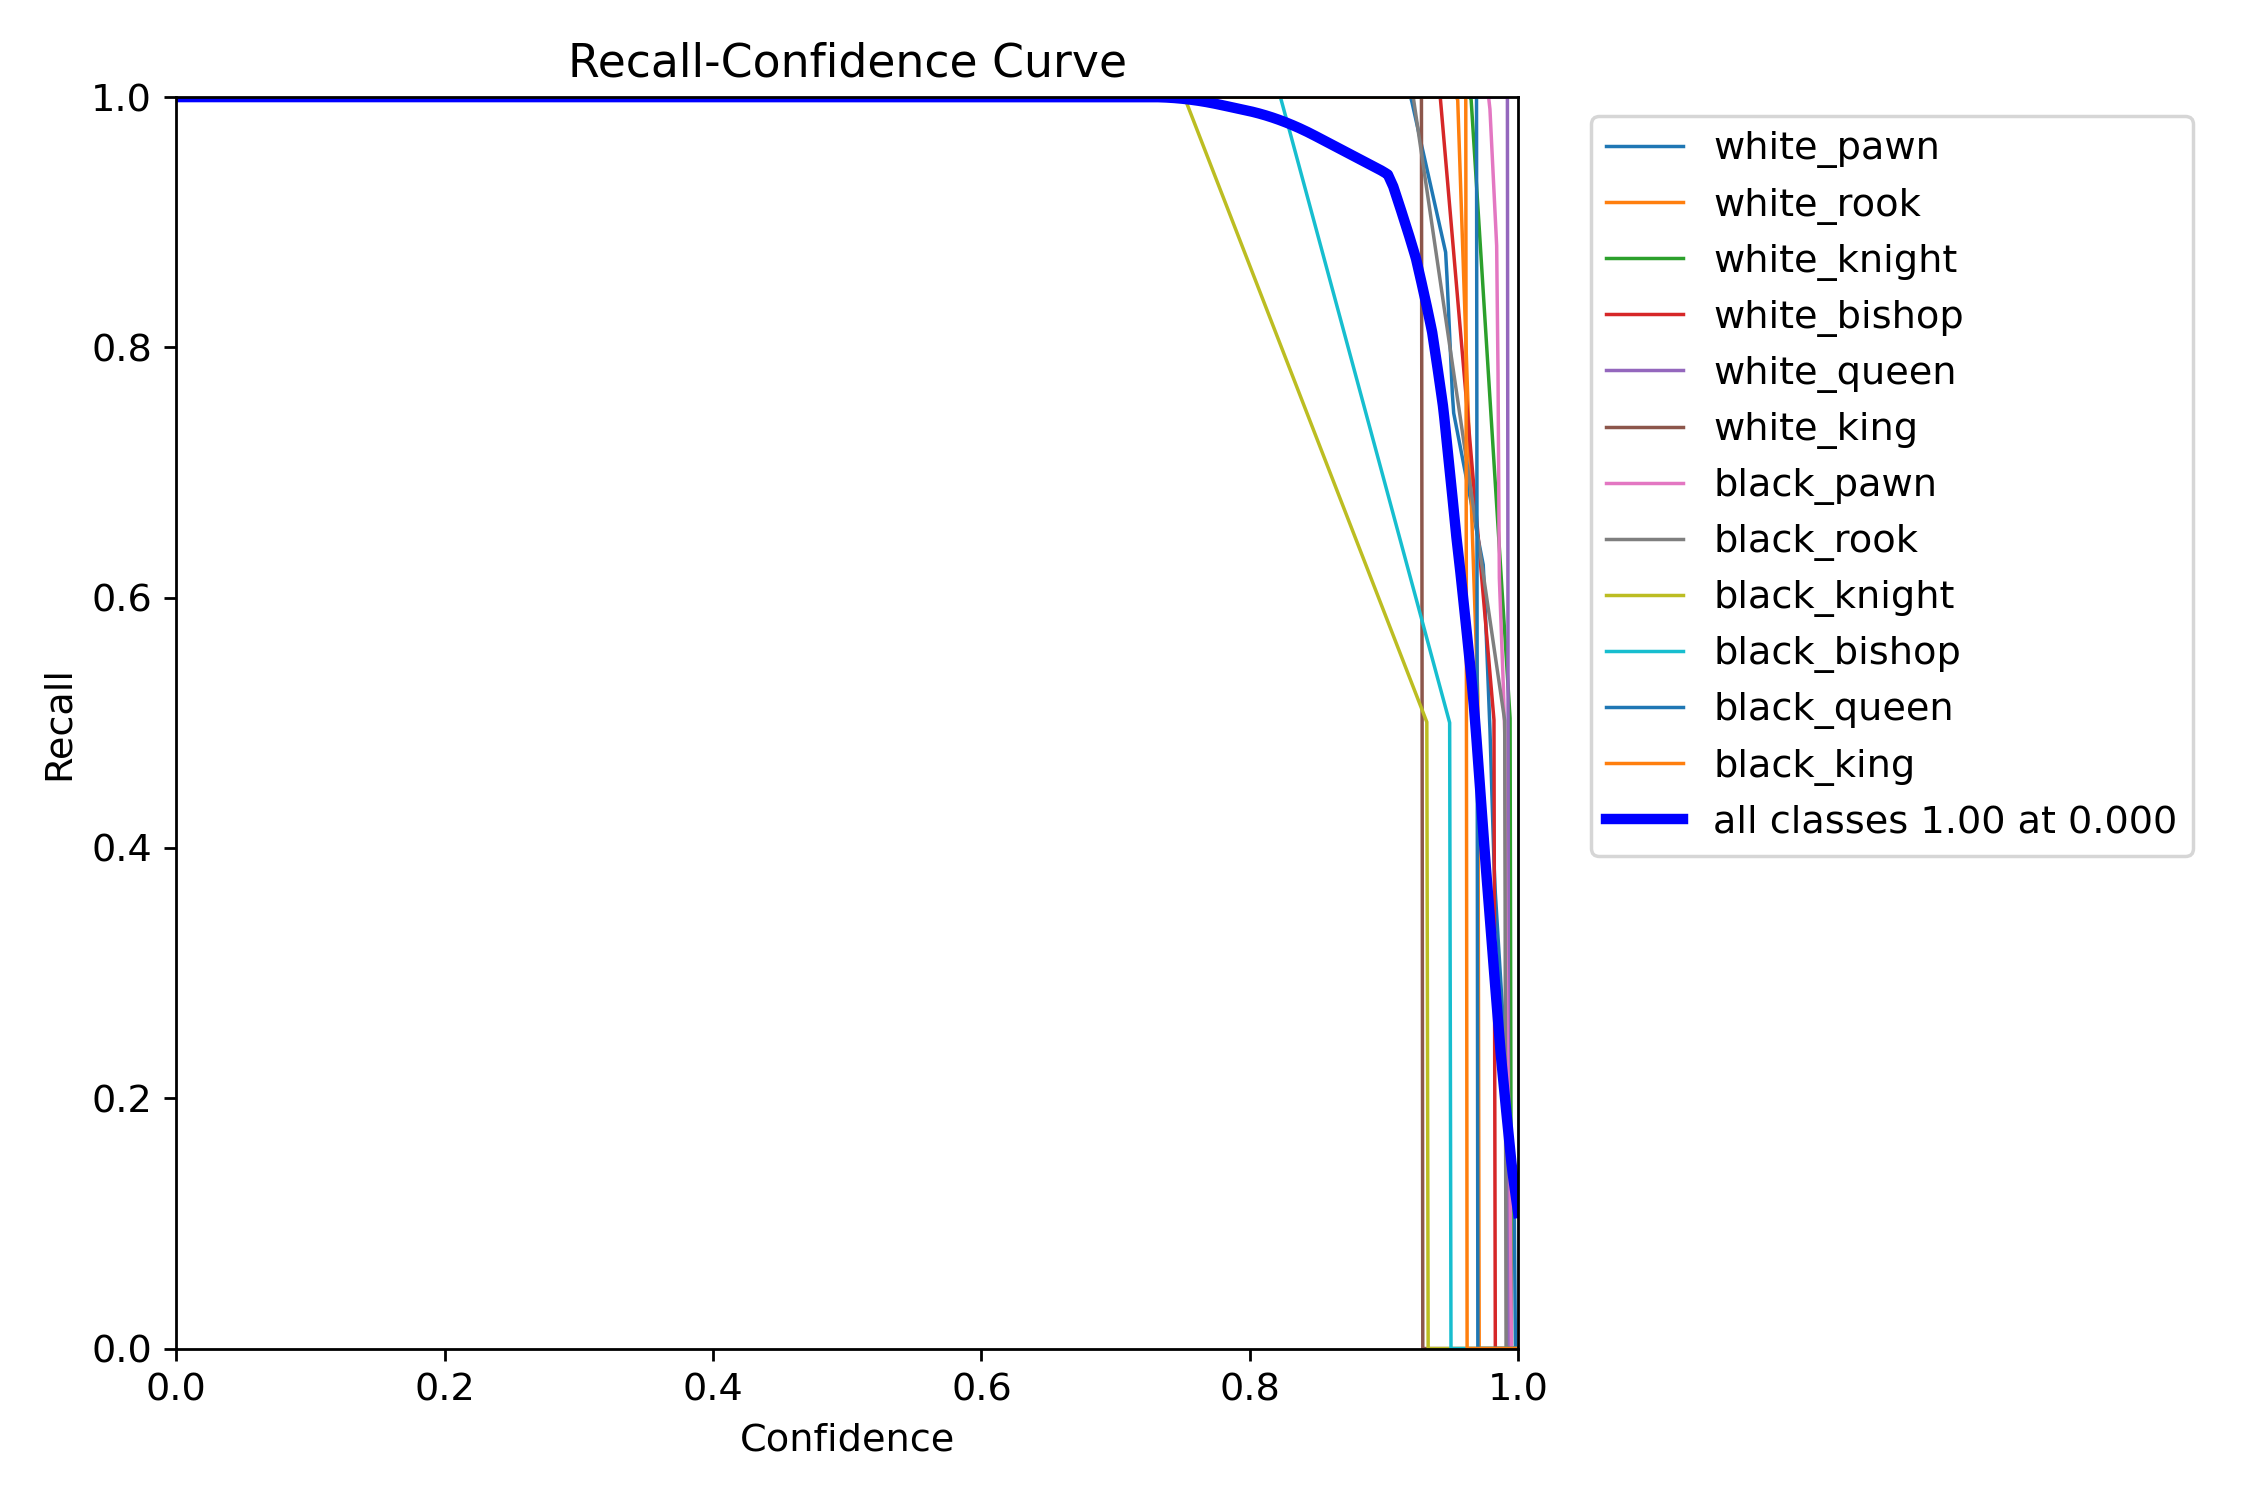 Recall-Confidence Curve
1.0
0.8
0.6
0.4
0.2
0.0
Recall
0.0 0.2 0.4 0.6 0.8 1.0
Confidence
white_pawn
white_rook
white_knight
white_bishop
white_queen
white_king
black_pawn
black_rook
black_knight
black_bishop
black_queen
black_king
all classes 1.00 at 0.000